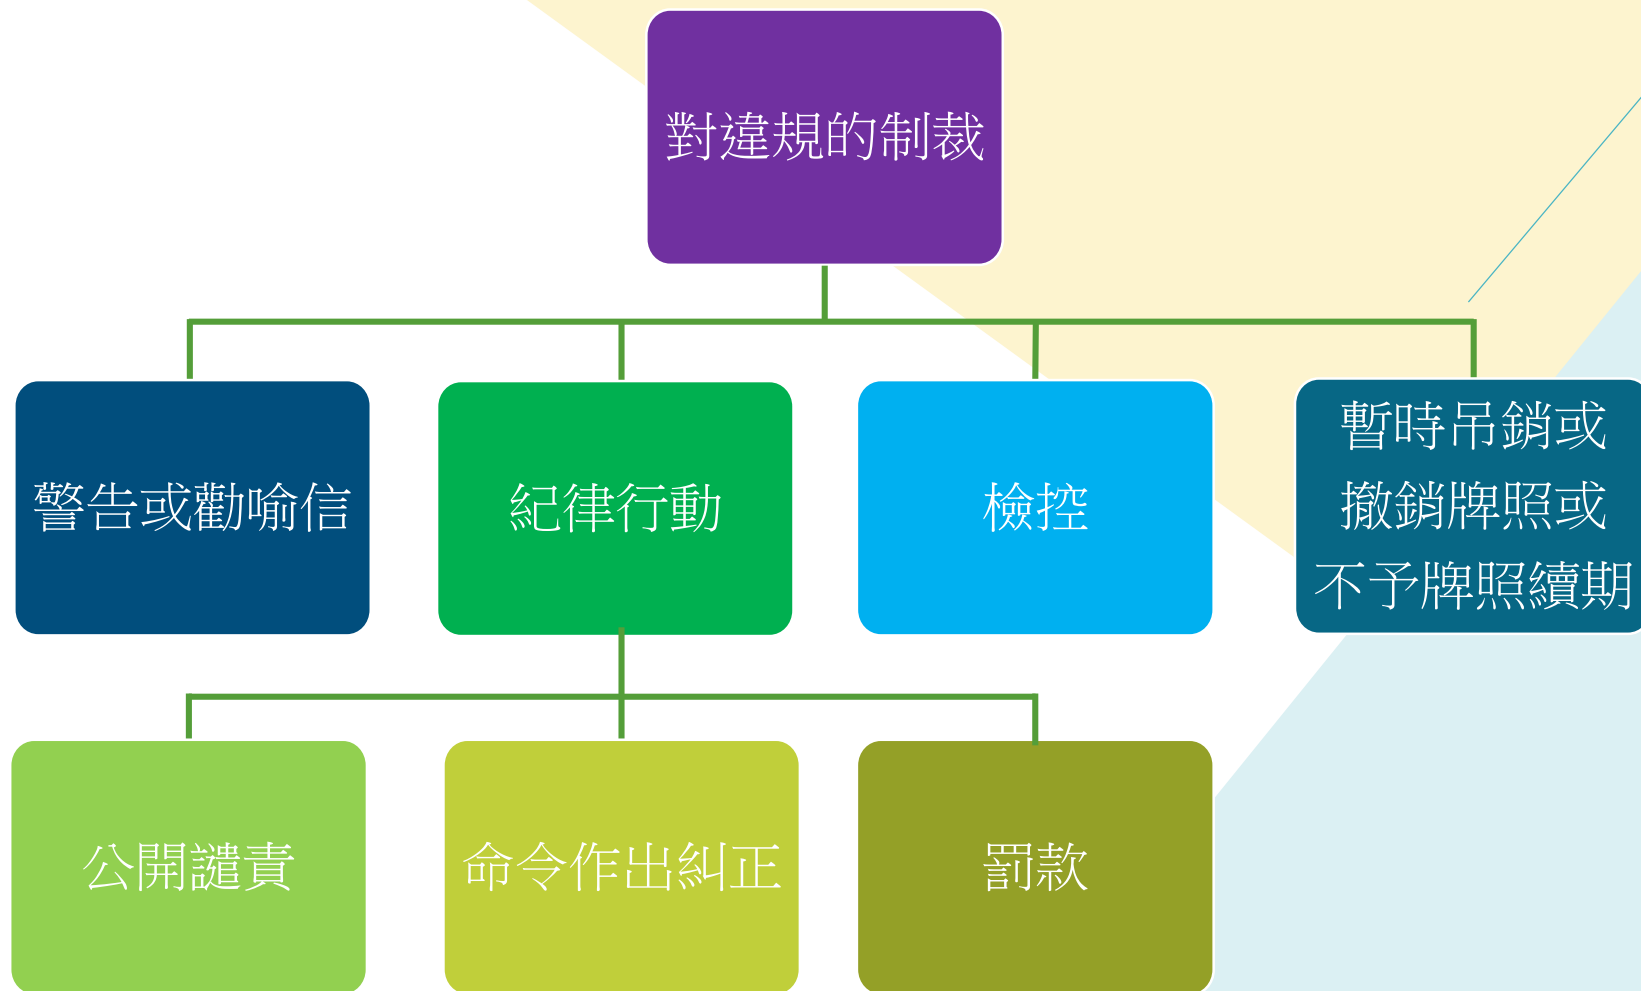 對違規的制裁
警告或勸喻信
紀律行動
檢控
暫時吊銷或
撤銷牌照或
不予牌照續期
公開譴責
命令作出糾正
罰款